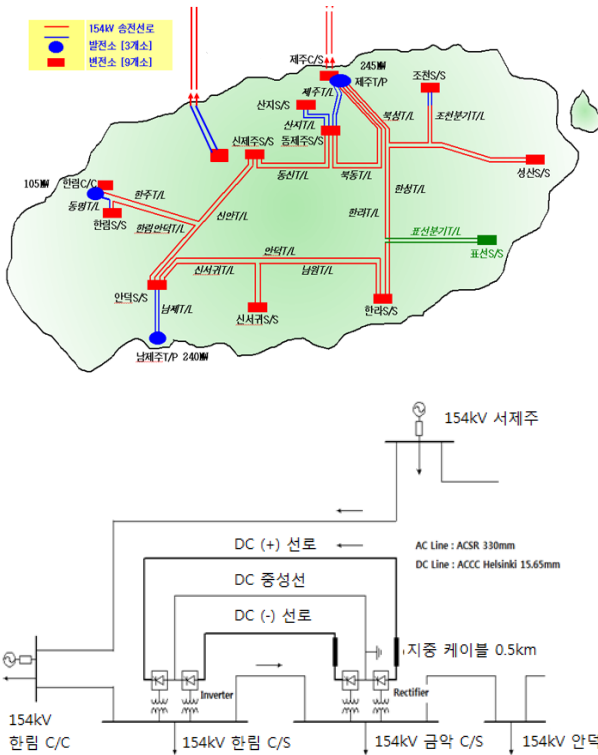 154kV 송전선로
발전소 [3개소]
변전소 [9개소]
제주C/S
245MW
제주T/P
조천S/S
산지S/S
제주T/L
북청T/L
조천분기T/L
산지T/L
신제주S/S
동제주S/S
성산S/S
105MW
한림C/C
동신T/L
북동T/L
한주T/L
한청T/L
동명T/L
신안T/L
한라T/L
한림S/S
한림안덕T/L
표선분기T/L
안덕T/L
표선S/S
신서귀T/L
남원T/L
안덕S/S
남제T/L
신서귀S/S
한라S/S
남제주T/P 240MW
154kV 서제주
DC (+) 선로
AC Line : ACSR 330mm
DC Line : ACCC Helsinki 15.65mm
DC 중성선
DC (-) 선로
지중 케이블 0.5km
Inverter
Rectifier
154kV
한림 C/C
154kV 한림 C/S
154kV 금악 C/S
154kV 안덕